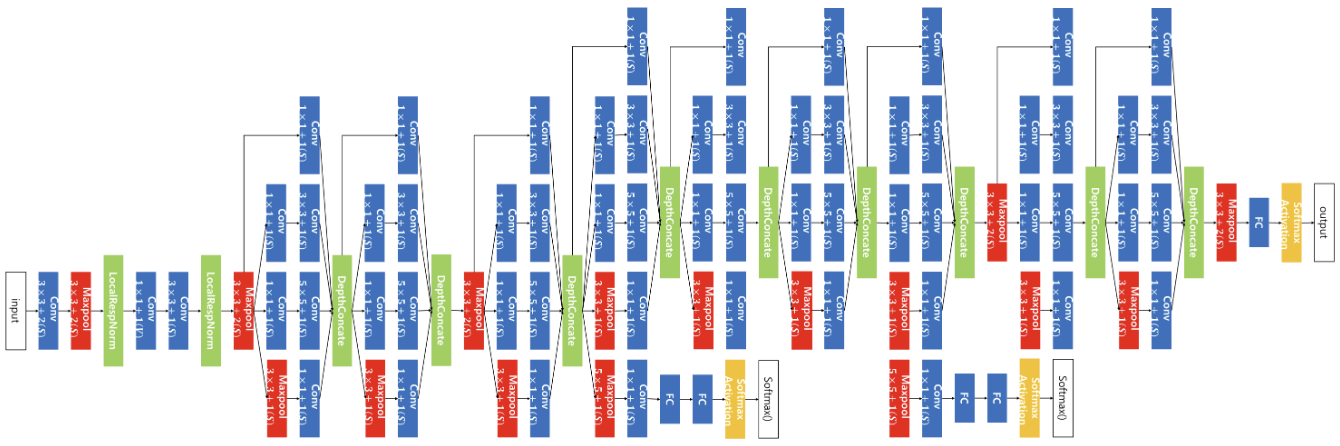 input
Conv
3×3+2(S)
Maxpool
3×3+2(S)
LocalRespNorm
Conv
1×1+1(V)
Conv
3×3+1(S)
LocalRespNorm
Maxpool
3×3+2(S)
Conv
1×1+1(S)
Conv
1×1+1(S)
Maxpool
3×3+1(S)
Conv
1×1+1(S)
Conv
3×3+1(S)
Conv
5×5+1(S)
Conv
1×1+1(S)
DepthConcate
Conv
1×1+1(S)
Conv
1×1+1(S)
Maxpool
3×3+1(S)
Conv
1×1+1(S)
Conv
3×3+1(S)
Conv
5×5+1(S)
Conv
1×1+1(S)
DepthConcate
Maxpool
3×3+2(S)
Conv
1×1+1(S)
Conv
1×1+1(S)
Maxpool
3×3+1(S)
Conv
1×1+1(S)
Conv
3×3+1(S)
Conv
5×5+1(S)
Conv
1×1+1(S)
DepthConcate
Conv
1×1+1(S)
Conv
1×1+1(S)
Maxpool
3×3+1(S)
Maxpool
5×5+1(S)
Conv
1×1+1(S)
Conv
3×3+1(S)
Conv
5×5+1(S)
Conv
1×1+1(S)
Conv
1×1+1(S)
DepthConcate
FC
Conv
1×1+1(S)
Conv
1×1+1(S)
Maxpool
3×3+1(S)
FC
Conv
1×1+1(S)
Conv
3×3+1(S)
Conv
5×5+1(S)
Conv
1×1+1(S)
Softmax
Activation
DepthConcate
Softmax()
Conv
1×1+1(S)
Conv
1×1+1(S)
Maxpool
3×3+1(S)
Conv
1×1+1(S)
Conv
3×3+1(S)
Conv
5×5+1(S)
Conv
1×1+1(S)
DepthConcate
Conv
1×1+1(S)
Conv
1×1+1(S)
Maxpool
3×3+1(S)
Maxpool
5×5+1(S)
Conv
1×1+1(S)
Conv
3×3+1(S)
Conv
5×5+1(S)
Conv
1×1+1(S)
Conv
1×1+1(S)
DepthConcate
FC
Maxpool
3×3+2(S)
FC
Conv
1×1+1(S)
Conv
1×1+1(S)
Maxpool
3×3+1(S)
Softmax
Activation
Conv
1×1+1(S)
Conv
3×3+1(S)
Conv
5×5+1(S)
Conv
1×1+1(S)
Softmax()
DepthConcate
Conv
1×1+1(S)
Conv
1×1+1(S)
Maxpool
3×3+1(S)
Conv
1×1+1(S)
Conv
3×3+1(S)
Conv
5×5+1(S)
Conv
1×1+1(S)
DepthConcate
Maxpool
3×3+2(S)
FC
Softmax
Activation
output